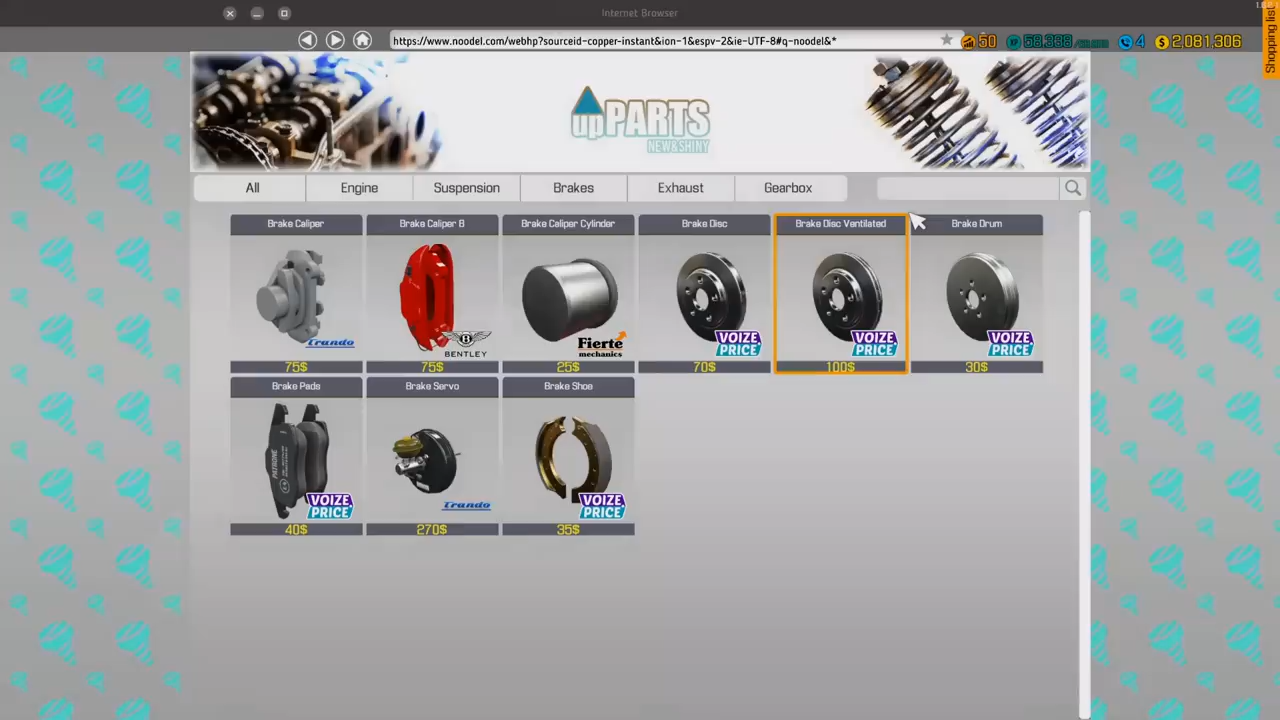 Internet Browser
https://www.noodel.com/webhp?sourceid-copper-instant&ion-1&espv-2&ie-UTF-8#q-noodel&*
50
4
$ 2,081,306
Shopping list
upPARTS
NEW&SHINY
All Engine Suspension Brakes Exhaust Gearbox
Brake Caliper Brake Caliper B Brake Caliper Cylinder Brake Disc Brake Disc Ventilated Brake Drum
Trando B BENTLEY Fierte mechanics VOIZE PRICE VOIZE PRICE VOIZE PRICE
75$ 75$ 25$ 70$ 100$ 30$
Brake Pads Brake Servo Brake Shoe
PATRONE
VOIZE PRICE Trando VOIZE PRICE
40$ 270$ 35$